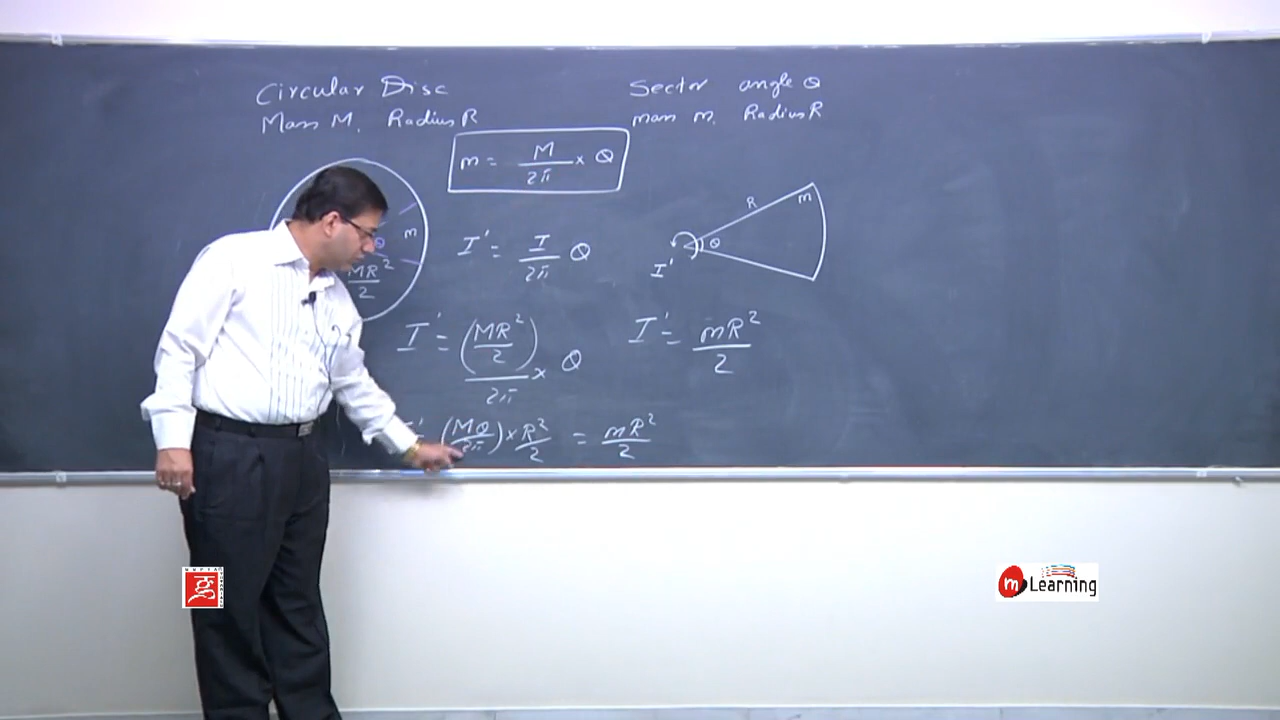 Circular Disc
Mass M, Radius R
Sector angle Q
mass m, Radius R
m = M/2π × Q
m
Q
MR²/2
I' = I/2π Q
R
m
Q
I'
I' = (MR²/2)/2π × Q
I' = mR²/2
(MQ/2π) × R²/2 = mR²/2
m Learning